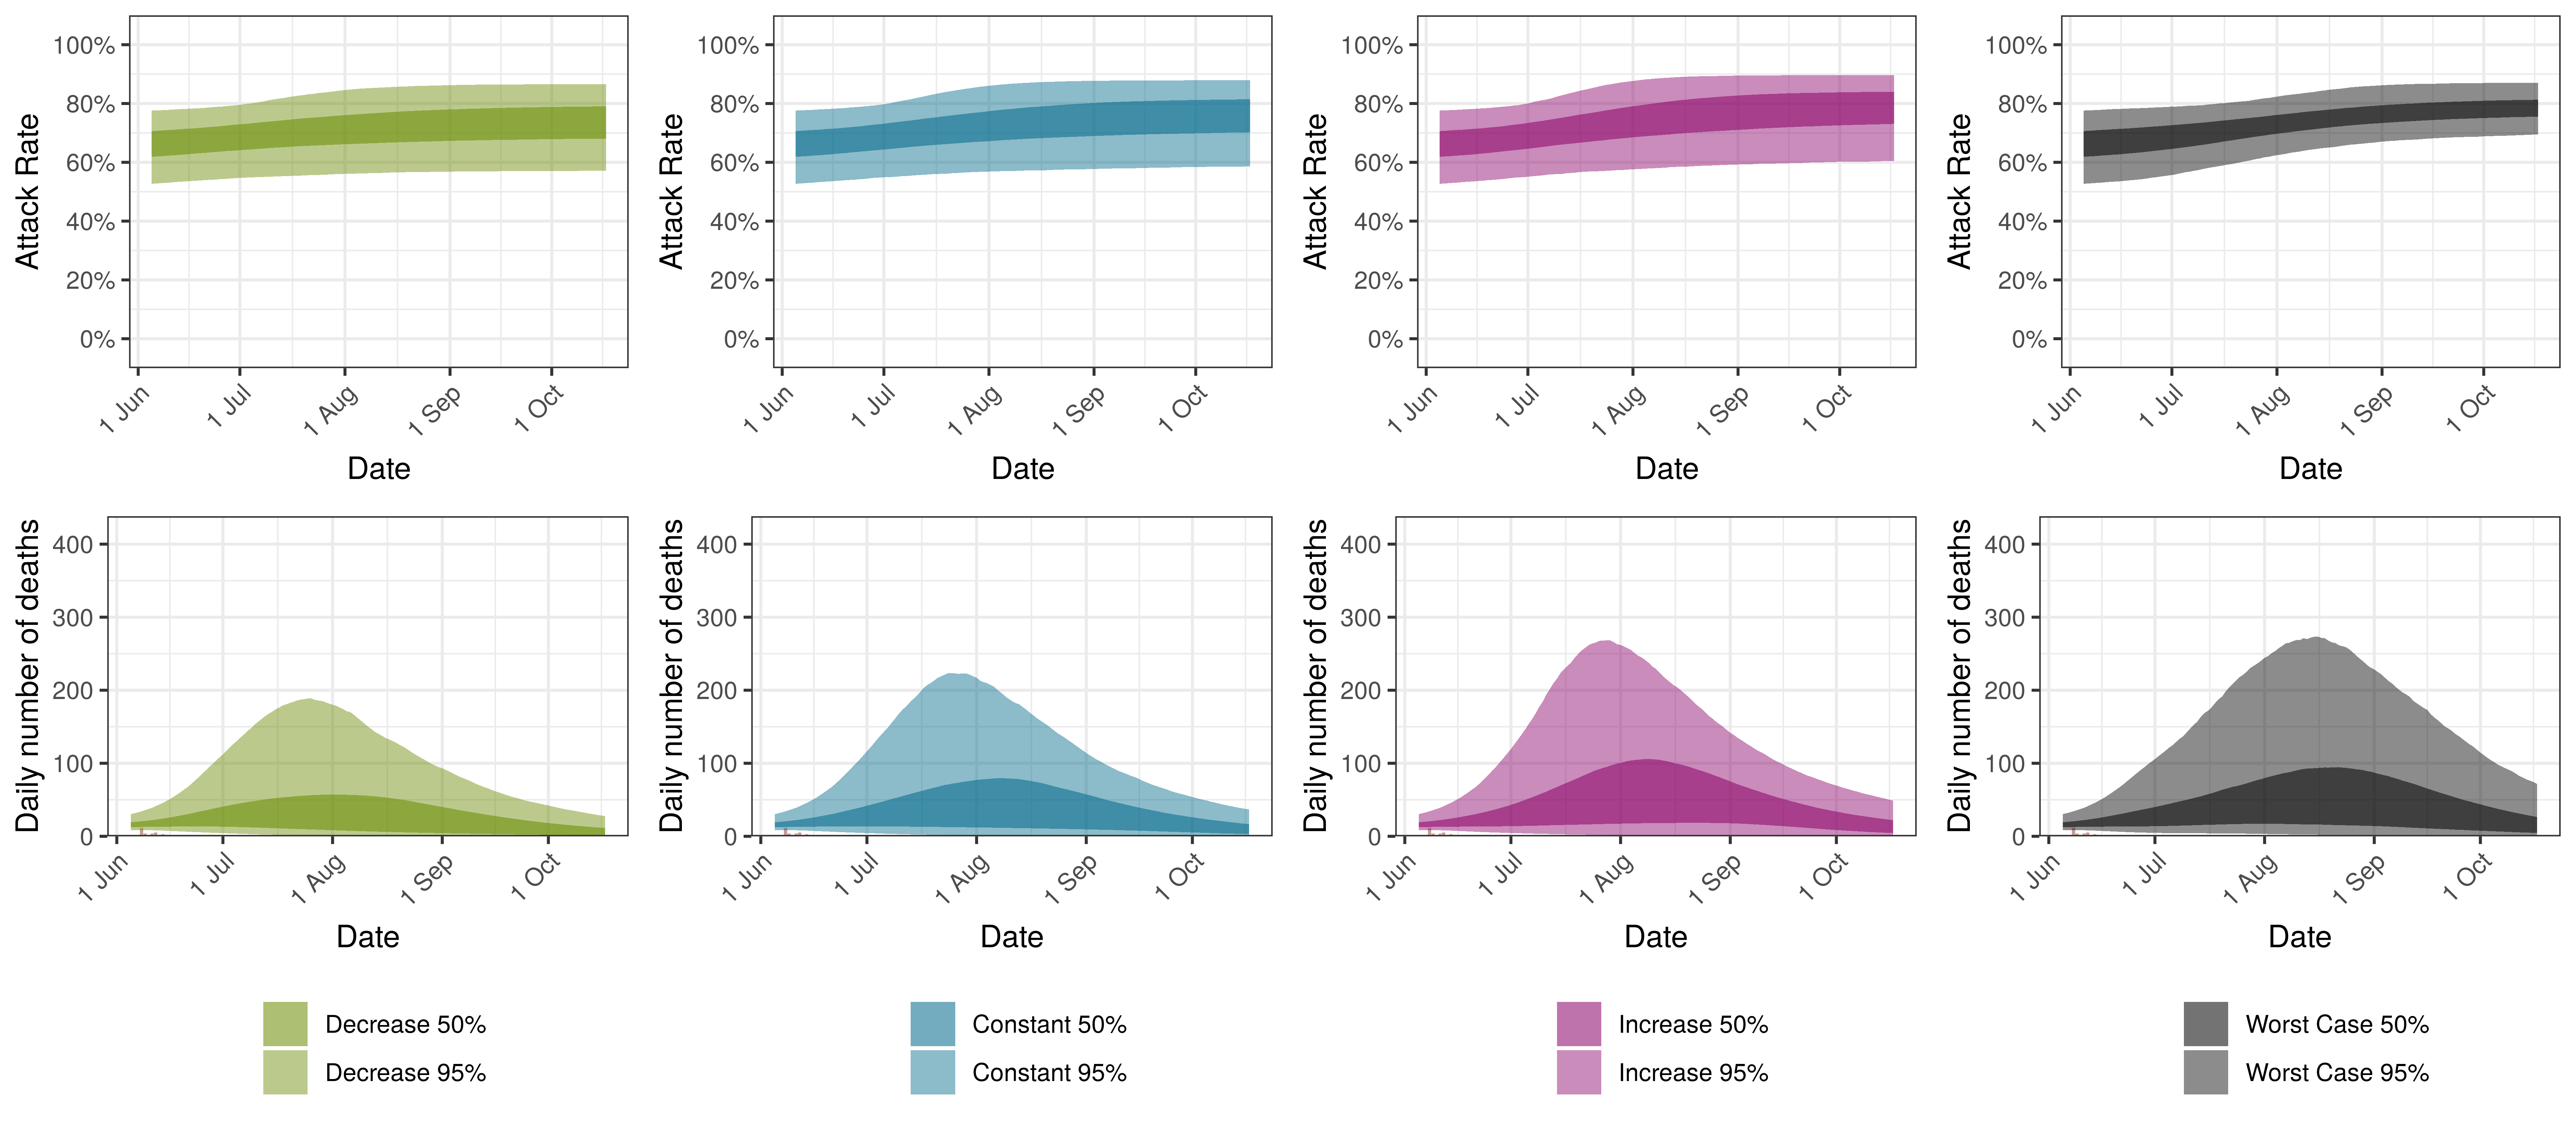 Attack Rate
100%
80%
60%
40%
20%
0%
1 Jun
1 Jul
1 Aug
1 Sep
1 Oct
Date
Attack Rate
100%
80%
60%
40%
20%
0%
1 Jun
1 Jul
1 Aug
1 Sep
1 Oct
Date
Attack Rate
100%
80%
60%
40%
20%
0%
1 Jun
1 Jul
1 Aug
1 Sep
1 Oct
Date
Attack Rate
100%
80%
60%
40%
20%
0%
1 Jun
1 Jul
1 Aug
1 Sep
1 Oct
Date
Daily number of deaths
400
300
200
100
0
1 Jun
1 Jul
1 Aug
1 Sep
1 Oct
Date
Daily number of deaths
400
300
200
100
0
1 Jun
1 Jul
1 Aug
1 Sep
1 Oct
Date
Daily number of deaths
400
300
200
100
0
1 Jun
1 Jul
1 Aug
1 Sep
1 Oct
Date
Daily number of deaths
400
300
200
100
0
1 Jun
1 Jul
1 Aug
1 Sep
1 Oct
Date
Decrease 50%
Decrease 95%
Constant 50%
Constant 95%
Increase 50%
Increase 95%
Worst Case 50%
Worst Case 95%